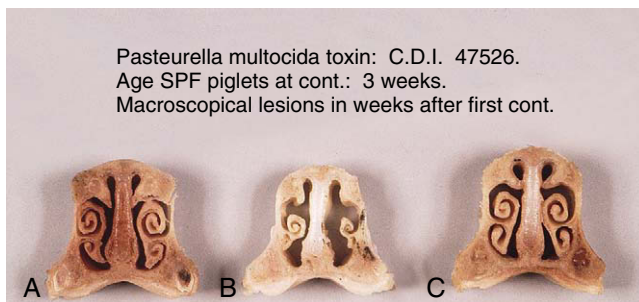 Pasteurella multocida toxin: C.D.I. 47526.
Age SPF piglets at cont.: 3 weeks.
Macroscopical lesions in weeks after first cont.
A B C